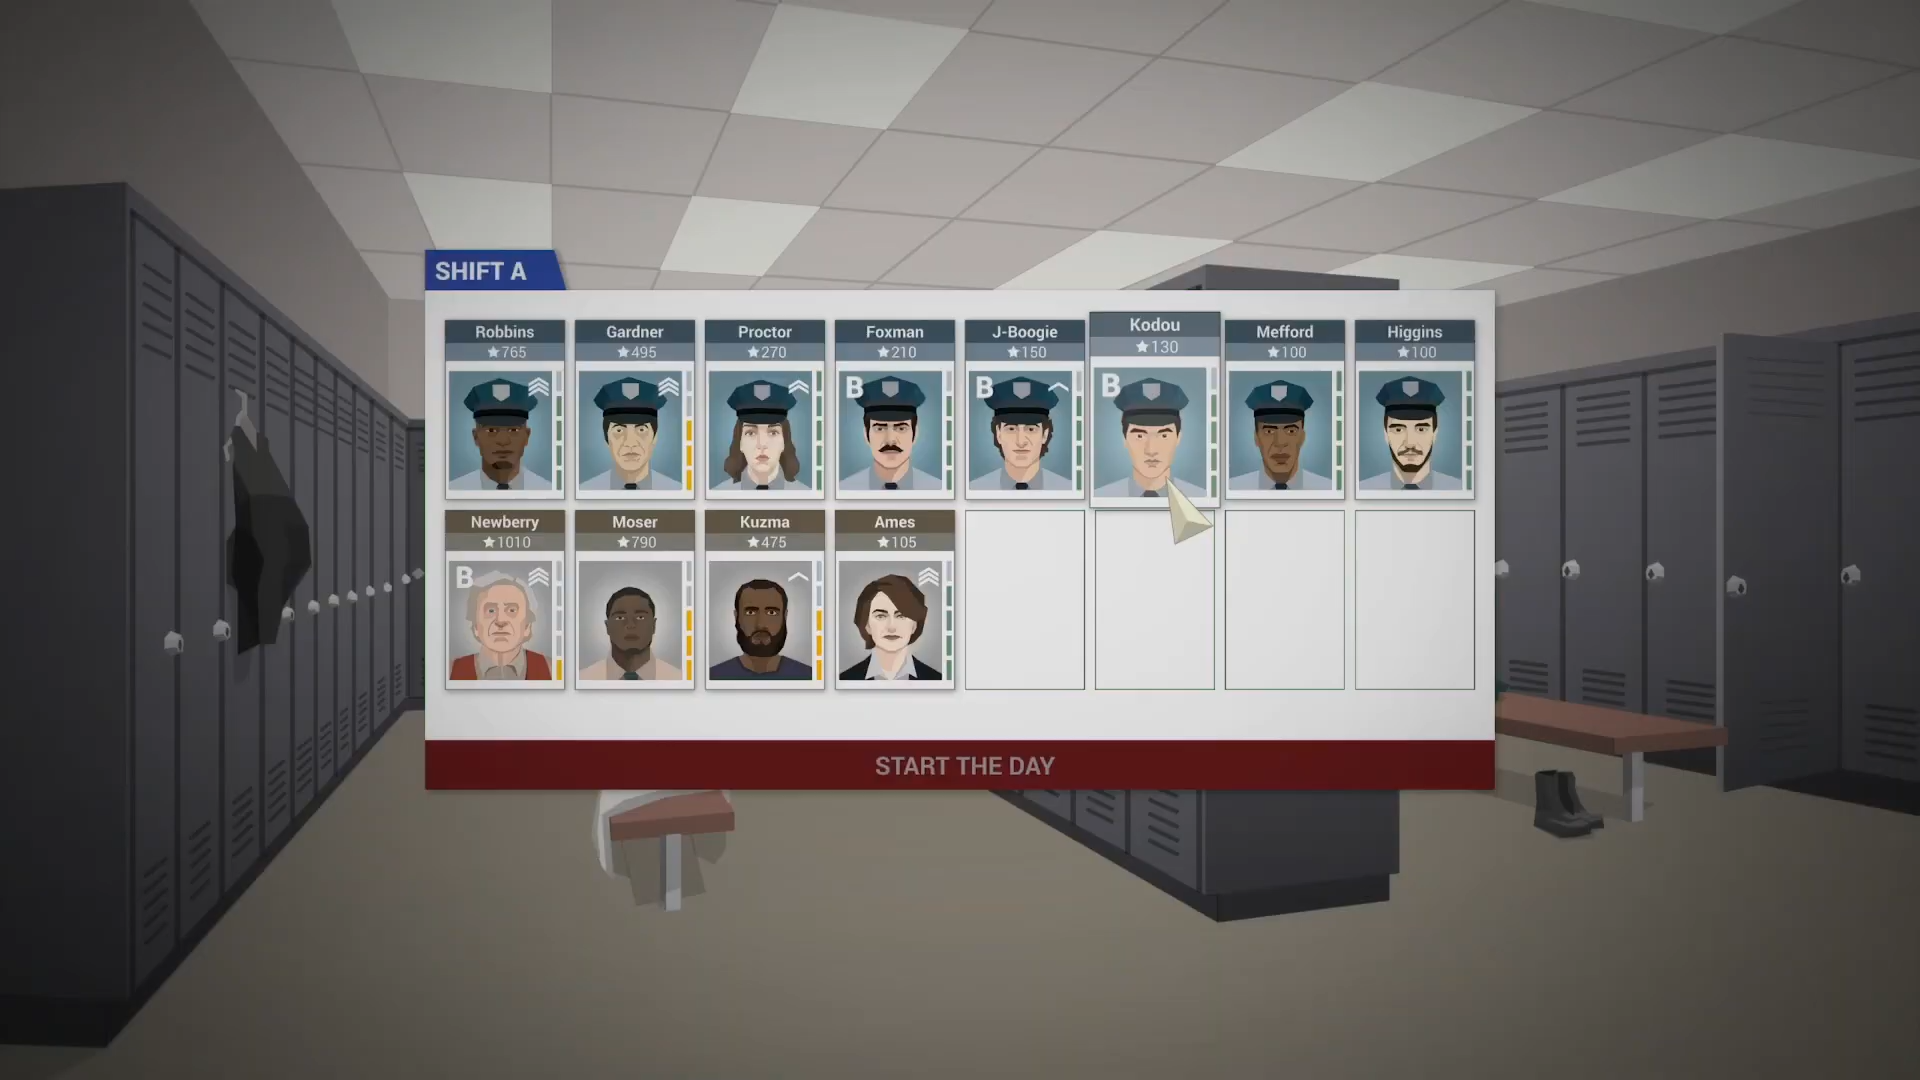 SHIFT A
Robbins Gardner Proctor Foxman J-Boogie Kodou Mefford Higgins
★765 ★495 ★270 ★210 ★150 ★130 ★100 ★100
B B B
Newberry Moser Kuzma Ames
★1010 ★790 ★475 ★105
B
START THE DAY